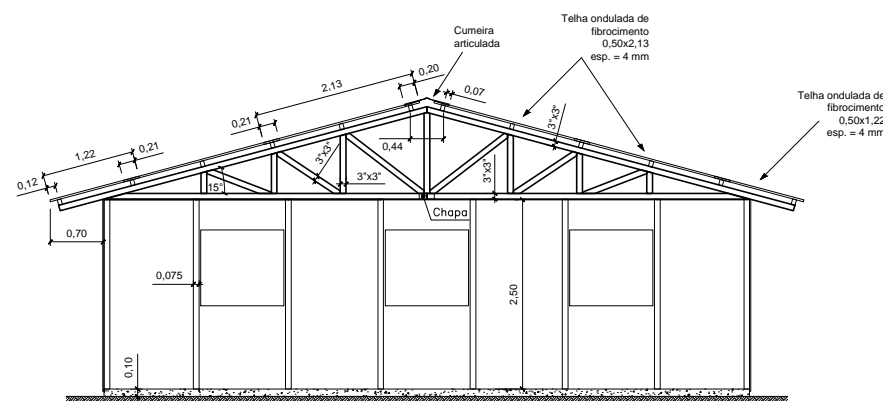 Cumeira
articulada
Telha ondulada de
fibrocimento
0,50x2,13
esp. = 4 mm
Telha ondulada de
fibrocimento
0,50x1,22
esp. = 4 mm
2,13
0,20
0,07
0,21
0,44
3"x3"
1,22
0,21
0,12
15°
3"x3"
3"x3"
3"x3"
Chapa
0,70
0,075
2,50
0,10